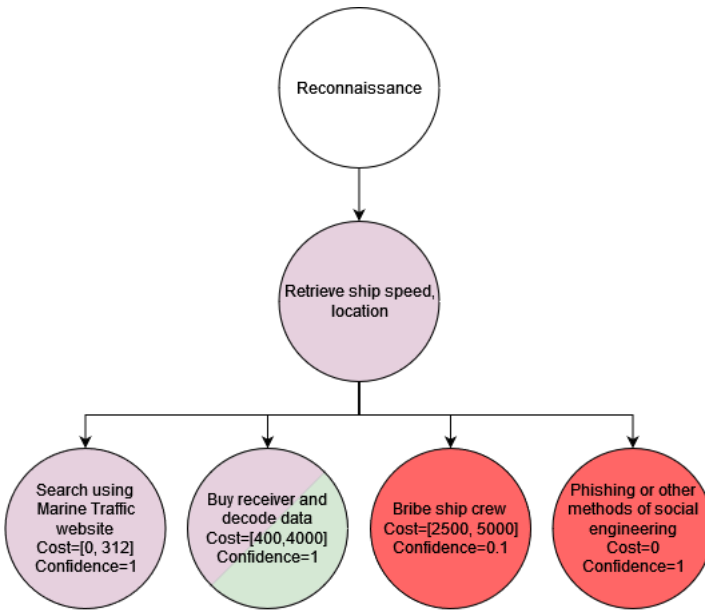 Reconnaissance
Retrieve ship speed,
location
Search using
Marine Traffic
website
Cost=[0, 312]
Confidence=1
Buy receiver and
decode data
Cost=[400,4000]
Confidence=1
Bribe ship crew
Cost=[2500, 5000]
Confidence=0.1
Phishing or other
methods of social
engineering
Cost=0
Confidence=1